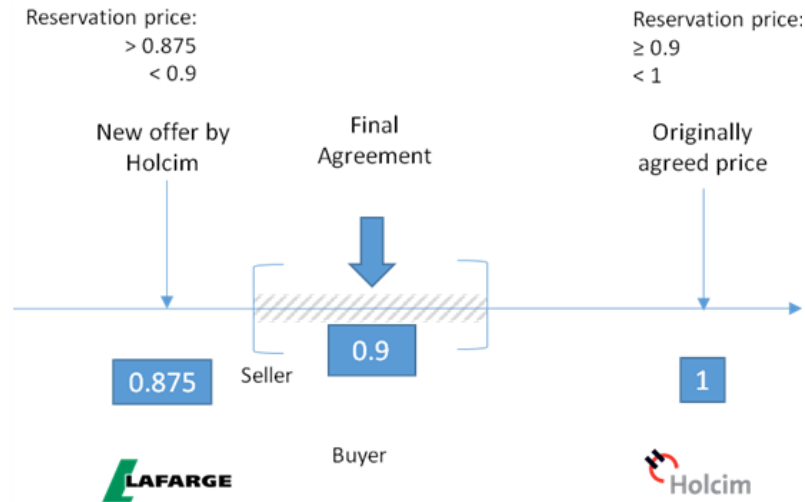 Reservation price:
> 0.875
< 0.9
Reservation price:
≥ 0.9
< 1
New offer by
Holcim
Final
Agreement
Originally
agreed price
0.875
Seller
0.9
1
Buyer
LAFARGE
Holcim